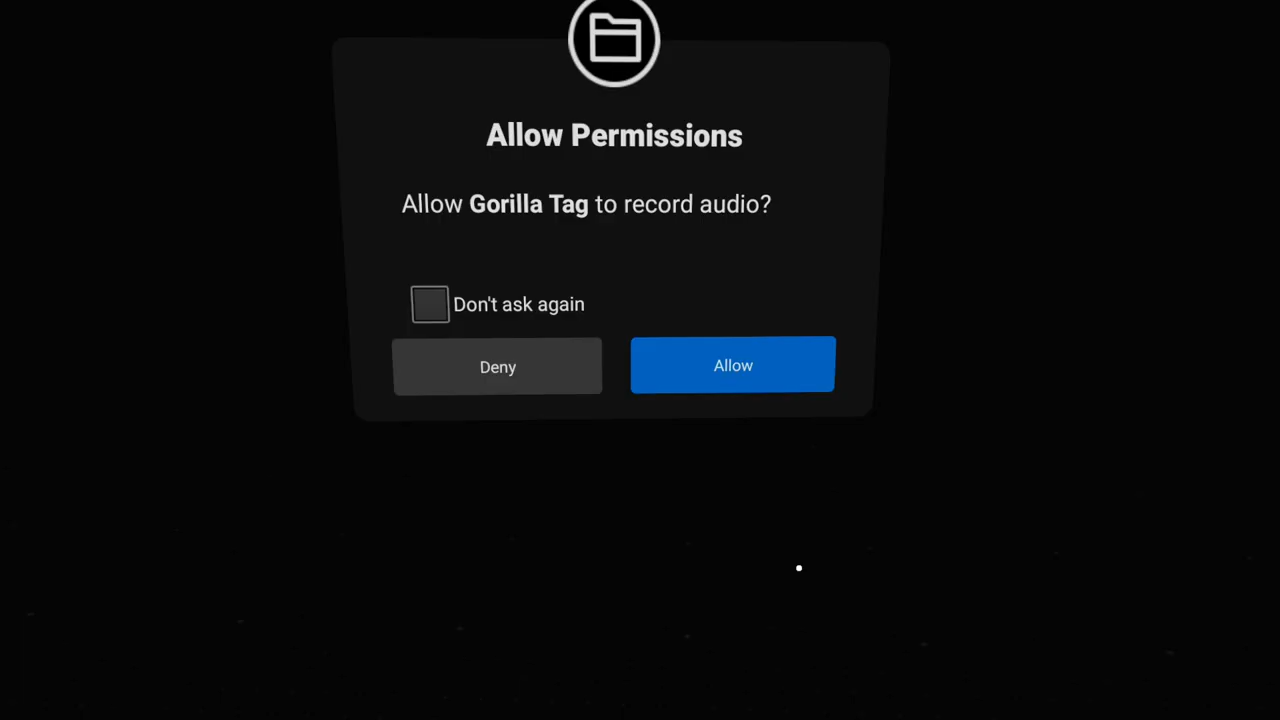 Allow Permissions
Allow Gorilla Tag to record audio?
Don't ask again
Deny
Allow